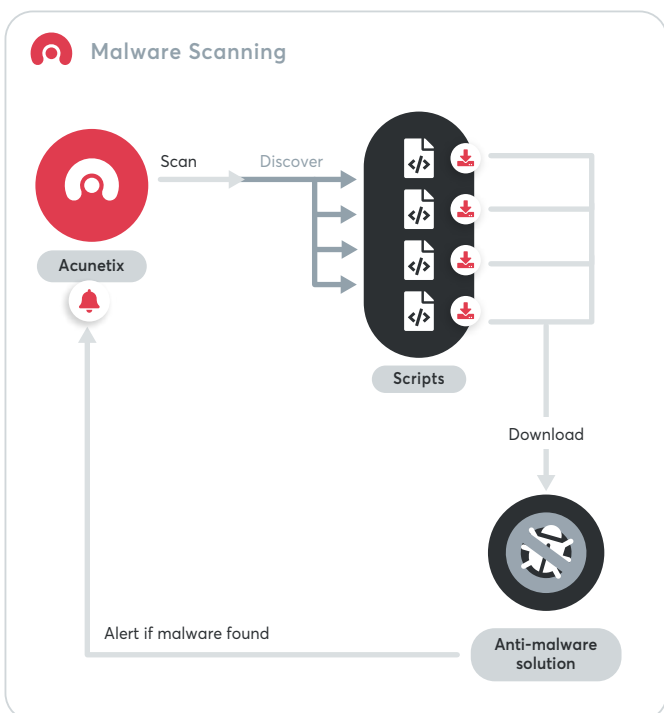 Malware Scanning
Scan
Discover
Acunetix
</>
</>
</>
</>
Scripts
Download
Alert if malware found
Anti-malware
solution